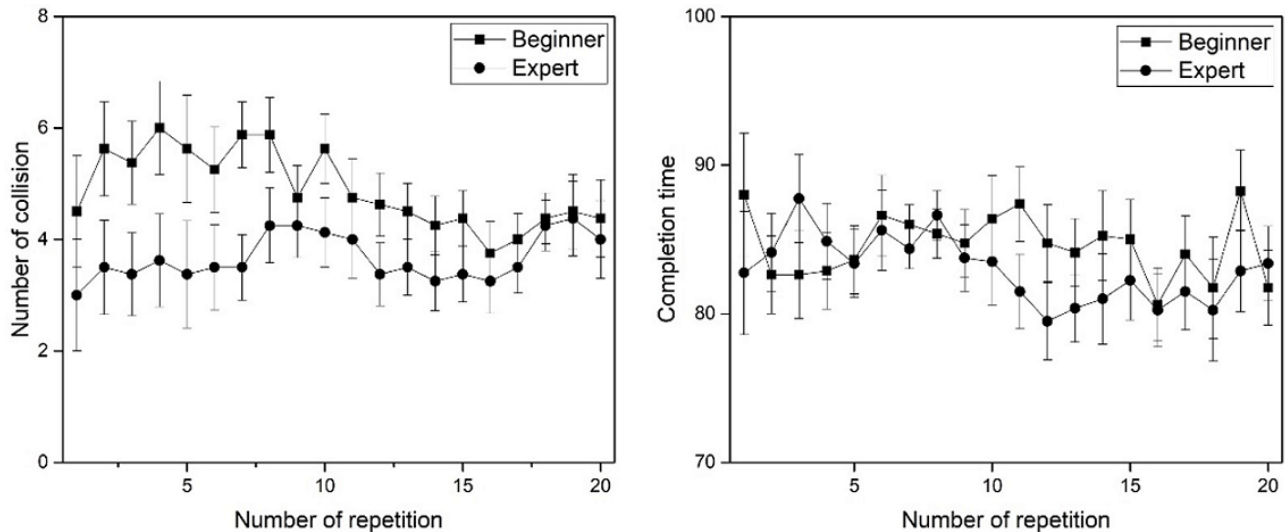 8
6
4
2
0
Number of collision
Beginner
Expert
5
10
15
20
Number of repetition
100
90
80
70
Completion time
Beginner
Expert
5
10
15
20
Number of repetition